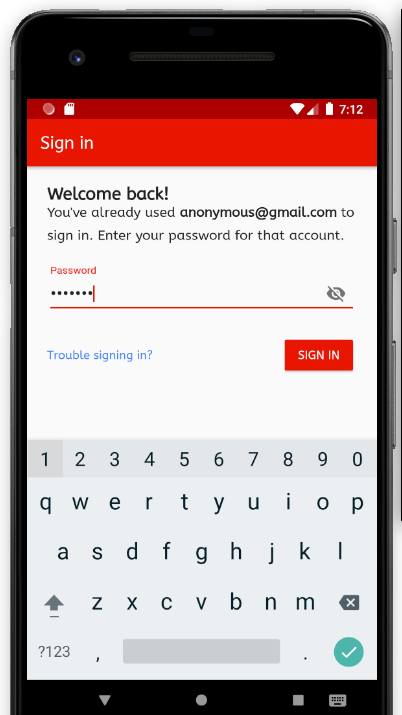 7:12
Sign in
Welcome back!
You've already used anonymous@gmail.com to
sign in. Enter your password for that account.
Password
•••••••
Trouble signing in?
SIGN IN
1 2 3 4 5 6 7 8 9 0
q w e r t y u i o p
a s d f g h j k l
z x c v b n m
?123 , .